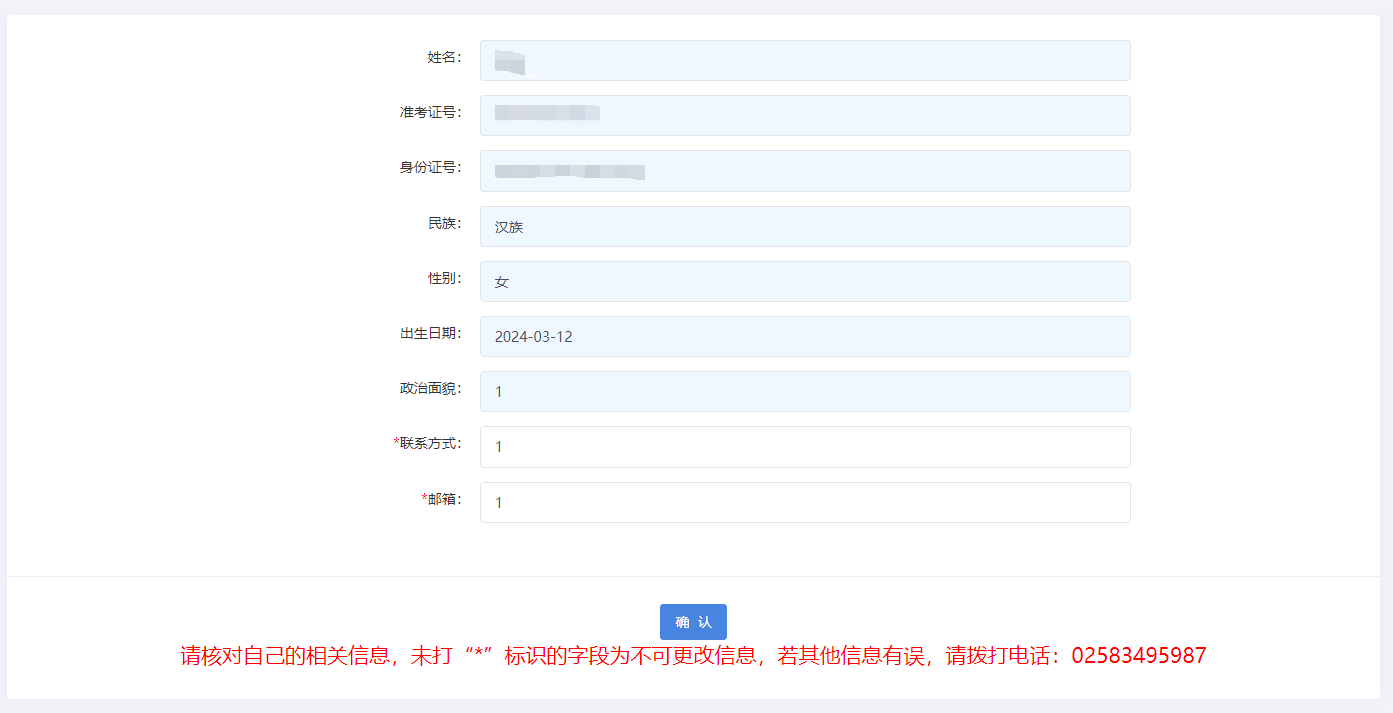 姓名:
准考证号:
身份证号:
民族: 汉族
性别: 女
出生日期: 2024-03-12
政治面貌: 1
*联系方式: 1
*邮箱: 1
确 认
请核对自己的相关信息，未打“*”标识的字段为不可更改信息，若其他信息有误，请拨打电话：02583495987